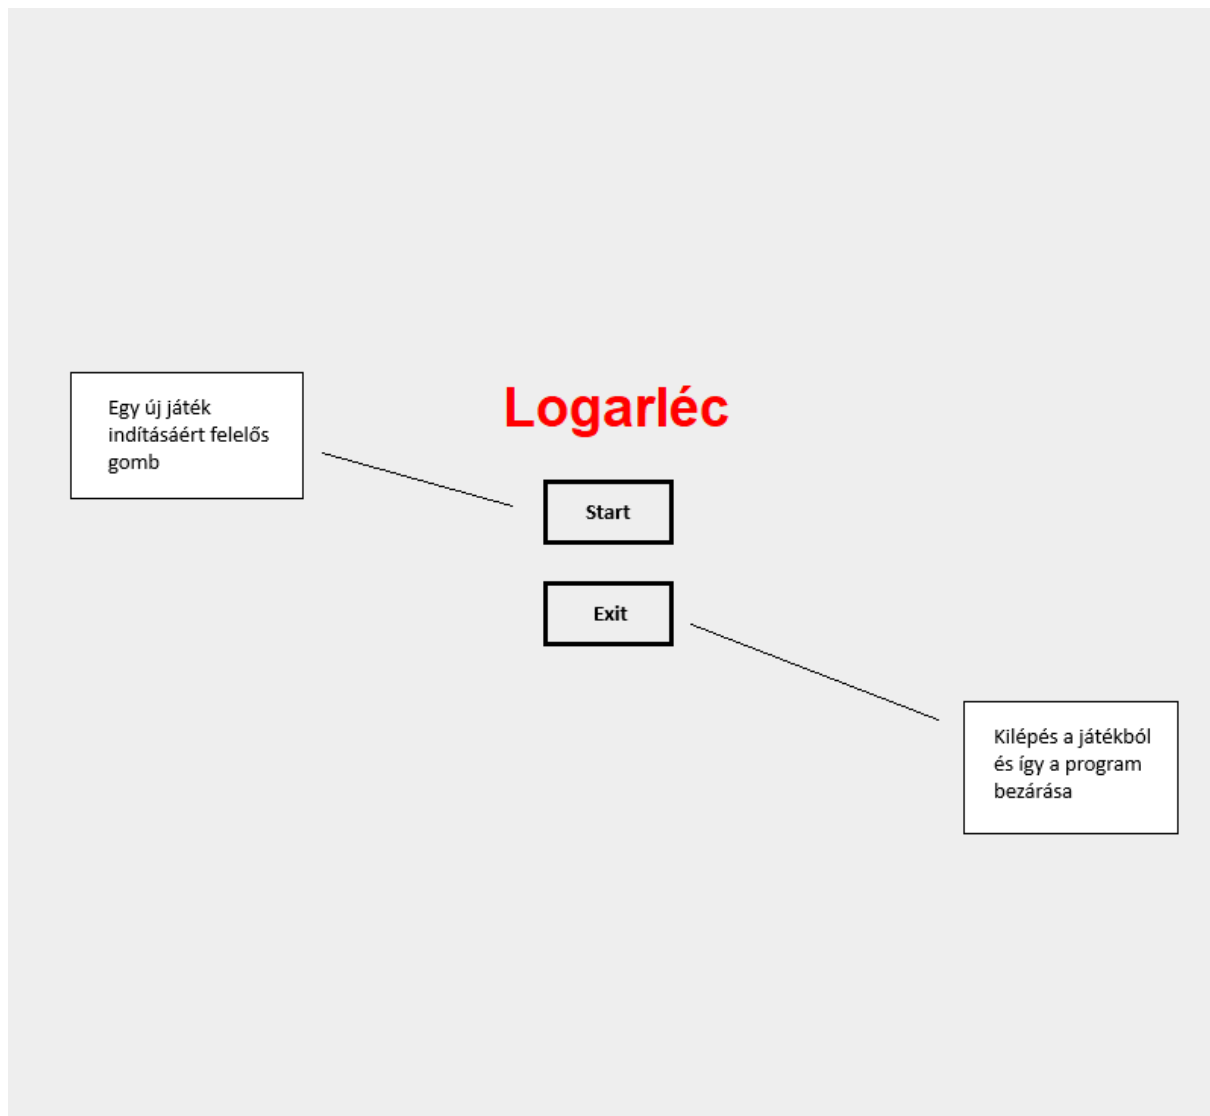 Logarléc
Egy új játék
indításáért felelős
gomb
Start
Exit
Kilépés a játékból
és így a program
bezárása